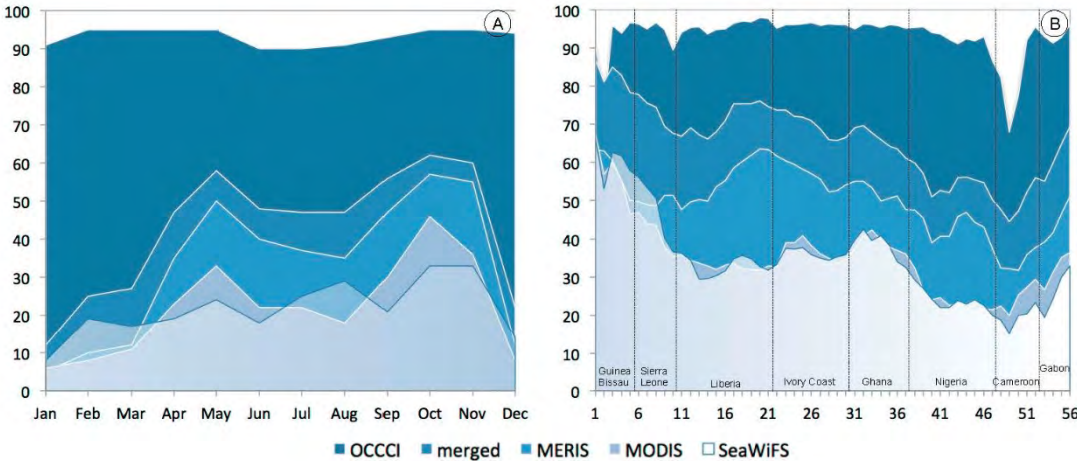 A
100
90
80
70
60
50
40
30
20
10
0
Jan Feb Mar Apr May Jun Jul Aug Sep Oct Nov Dec
B
100
90
80
70
60
50
40
30
20
10
0
Guinea Bissau
Sierra Leone
Liberia
Ivory Coast
Ghana
Nigeria
Cameroon
Gabon
1 6 11 16 21 26 31 36 41 46 51 56
OCCCI merged MERIS MODIS SeaWiFS